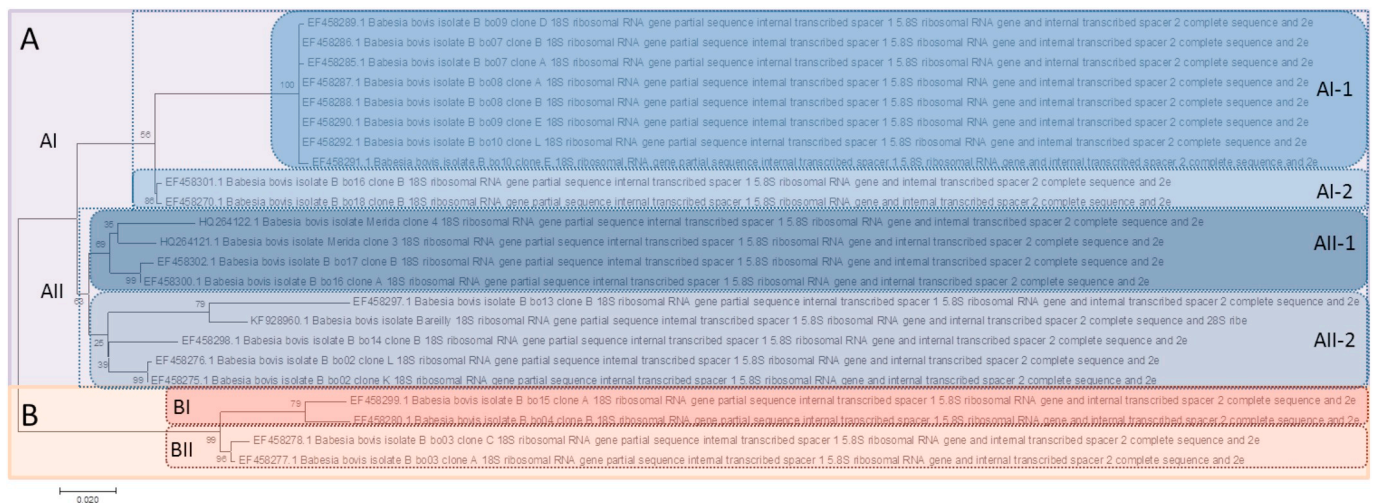 A
AI
AII
B
EF458289.1 Babesia bovis isolate B bo09 clone D 18S ribosomal RNA gene partial sequence internal transcribed spacer 1 5.8S ribosomal RNA gene and internal transcribed spacer 2 complete sequence and 2e
EF458286.1 Babesia bovis isolate B bo07 clone B 18S ribosomal RNA gene partial sequence internal transcribed spacer 1 5.8S ribosomal RNA gene and internal transcribed spacer 2 complete sequence and 2e
EF458285.1 Babesia bovis isolate B bo07 clone A 18S ribosomal RNA gene partial sequence internal transcribed spacer 1 5.8S ribosomal RNA gene and internal transcribed spacer 2 complete sequence and 2e
EF458287.1 Babesia bovis isolate B bo08 clone A 18S ribosomal RNA gene partial sequence internal transcribed spacer 1 5.8S ribosomal RNA gene and internal transcribed spacer 2 complete sequence and 2e
100
AI-1
EF458288.1 Babesia bovis isolate B bo08 clone B 18S ribosomal RNA gene partial sequence internal transcribed spacer 1 5.8S ribosomal RNA gene and internal transcribed spacer 2 complete sequence and 2e
EF458290.1 Babesia bovis isolate B bo09 clone E 18S ribosomal RNA gene partial sequence internal transcribed spacer 1 5.8S ribosomal RNA gene and internal transcribed spacer 2 complete sequence and 2e
56
EF458292.1 Babesia bovis isolate B bo10 clone L 18S ribosomal RNA gene partial sequence internal transcribed spacer 1 5.8S ribosomal RNA gene and internal transcribed spacer 2 complete sequence and 2e
EF458291.1 Babesia bovis isolate B bo10 clone E 18S ribosomal RNA gene partial sequence internal transcribed spacer 1 5.8S ribosomal RNA gene and internal transcribed spacer 2 complete sequence and 2e
EF458301.1 Babesia bovis isolate B bo16 clone B 18S ribosomal RNA gene partial sequence internal transcribed spacer 1 5.8S ribosomal RNA gene and internal transcribed spacer 2 complete sequence and 2e
AI-2
86
EF458270.1 Babesia bovis isolate B bo18 clone B 18S ribosomal RNA gene partial sequence internal transcribed spacer 1 5.8S ribosomal RNA gene and internal transcribed spacer 2 complete sequence and 2e
36
HQ264122.1 Babesia bovis isolate Merida clone 4 18S ribosomal RNA gene partial sequence internal transcribed spacer 1 5.8S ribosomal RNA gene and internal transcribed spacer 2 complete sequence and 2e
69
HQ264121.1 Babesia bovis isolate Merida clone 3 18S ribosomal RNA gene partial sequence internal transcribed spacer 1 5.8S ribosomal RNA gene and internal transcribed spacer 2 complete sequence and 2e
AII-1
EF458302.1 Babesia bovis isolate B bo17 clone B 18S ribosomal RNA gene partial sequence internal transcribed spacer 1 5.8S ribosomal RNA gene and internal transcribed spacer 2 complete sequence and 2e
99
EF458300.1 Babesia bovis isolate B bo16 clone A 18S ribosomal RNA gene partial sequence internal transcribed spacer 1 5.8S ribosomal RNA gene and internal transcribed spacer 2 complete sequence and 2e
79
EF458297.1 Babesia bovis isolate B bo13 clone B 18S ribosomal RNA gene partial sequence internal transcribed spacer 1 5.8S ribosomal RNA gene and internal transcribed spacer 2 complete sequence and 2e
KF928960.1 Babesia bovis isolate Bareilly 18S ribosomal RNA gene partial sequence internal transcribed spacer 1 5.8S ribosomal RNA gene and internal transcribed spacer 2 complete sequence and 28S ribe
25
EF458298.1 Babesia bovis isolate B bo14 clone B 18S ribosomal RNA gene partial sequence internal transcribed spacer 1 5.8S ribosomal RNA gene and internal transcribed spacer 2 complete sequence and 2e
AII-2
39
EF458276.1 Babesia bovis isolate B bo02 clone L 18S ribosomal RNA gene partial sequence internal transcribed spacer 1 5.8S ribosomal RNA gene and internal transcribed spacer 2 complete sequence and 2e
99
EF458275.1 Babesia bovis isolate B bo02 clone K 18S ribosomal RNA gene partial sequence internal transcribed spacer 1 5.8S ribosomal RNA gene and internal transcribed spacer 2 complete sequence and 2e
BI
79
EF458299.1 Babesia bovis isolate B bo15 clone A 18S ribosomal RNA gene partial sequence internal transcribed spacer 1 5.8S ribosomal RNA gene and internal transcribed spacer 2 complete sequence and 2e
EF458280.1 Babesia bovis isolate B bo04 clone B 18S ribosomal RNA gene partial sequence internal transcribed spacer 1 5.8S ribosomal RNA gene and internal transcribed spacer 2 complete sequence and 2e
BII
99
EF458278.1 Babesia bovis isolate B bo03 clone C 18S ribosomal RNA gene partial sequence internal transcribed spacer 1 5.8S ribosomal RNA gene and internal transcribed spacer 2 complete sequence and 2e
96
EF458277.1 Babesia bovis isolate B bo03 clone A 18S ribosomal RNA gene partial sequence internal transcribed spacer 1 5.8S ribosomal RNA gene and internal transcribed spacer 2 complete sequence and 2e
0.020